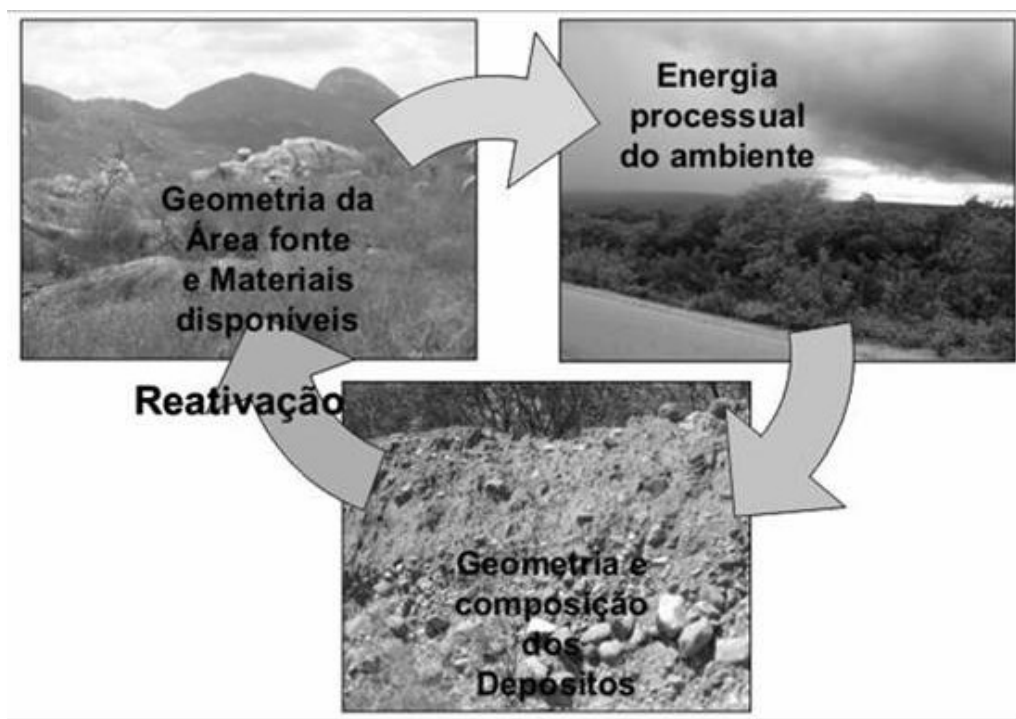 Geometria da
Área fonte
e Materiais
disponíveis
Energia
processual
do ambiente
Reativação
Geometria e
composição
dos
Depósitos